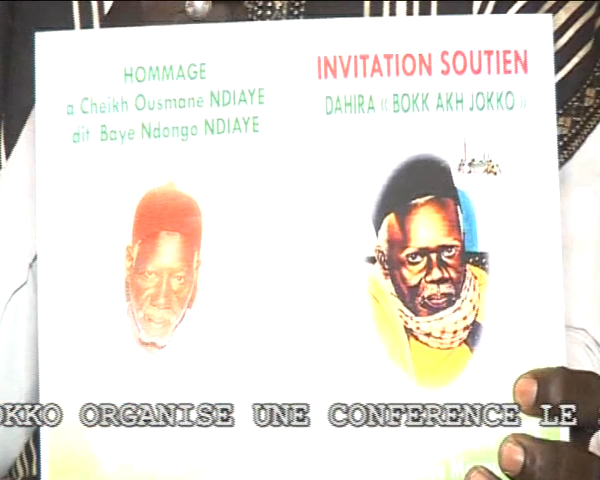 HOMMAGE
a Cheikh Ousmane NDIAYE
dit Baye Ndongo NDIAYE
INVITATION SOUTIEN
DAHIRA « BOKK AKH JOKKO »
OKKO ORGANISE UNE CONFERENCE LE